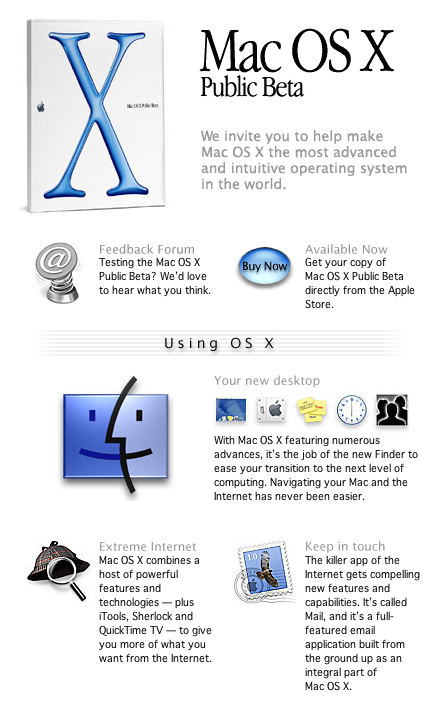 Mac OS X
Public Beta
Mac OS X Public Beta
We invite you to help make
Mac OS X the most advanced
and intuitive operating system
in the world.
Feedback Forum
Testing the Mac OS X
Public Beta? We'd love
to hear what you think.
Buy Now
Available Now
Get your copy of
Mac OS X Public Beta
directly from the Apple
Store.
Using OS X
Your new desktop
With Mac OS X featuring numerous
advances, it's the job of the new Finder to
ease your transition to the next level of
computing. Navigating your Mac and the
Internet has never been easier.
Extreme Internet
Mac OS X combines a
host of powerful
features and
technologies — plus
iTools, Sherlock and
QuickTime TV — to give
you more of what you
want from the Internet.
1.0
Keep in touch
The killer app of the
Internet gets compelling
new features and
capabilities. It's called
Mail, and it's a full-
featured email
application built from
the ground up as an
integral part of
Mac OS X.